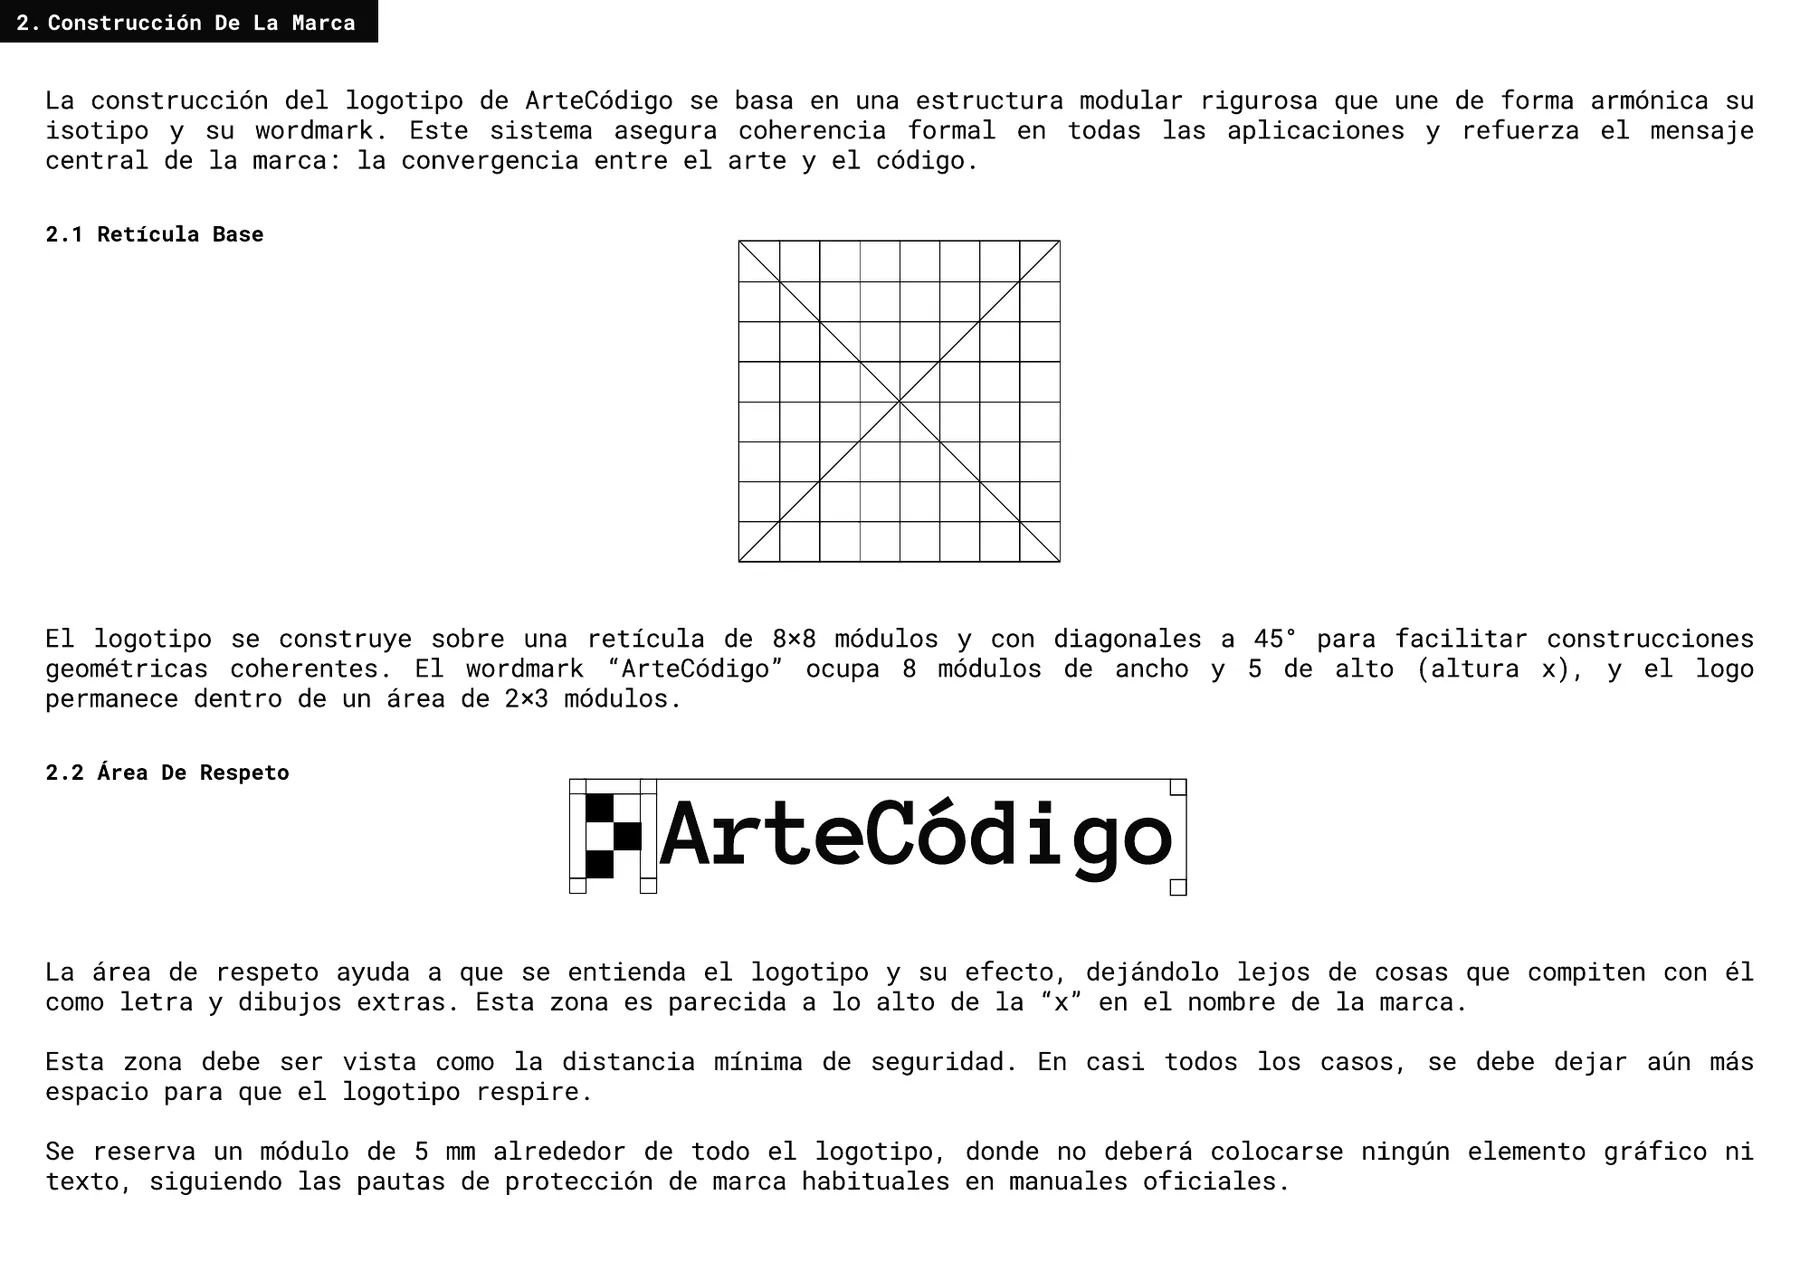 2. Construcción De La Marca
La construcción del logotipo de ArteCódigo se basa en una estructura modular rigurosa que une de forma armónica su
isotipo y su wordmark. Este sistema asegura coherencia formal en todas las aplicaciones y refuerza el mensaje
central de la marca: la convergencia entre el arte y el código.
2.1 Retícula Base
El logotipo se construye sobre una retícula de 8×8 módulos y con diagonales a 45° para facilitar construcciones
geométricas coherentes. El wordmark “ArteCódigo” ocupa 8 módulos de ancho y 5 de alto (altura x), y el logo
permanece dentro de un área de 2×3 módulos.
2.2 Área De Respeto
ArteCódigo
La área de respeto ayuda a que se entienda el logotipo y su efecto, dejándolo lejos de cosas que compiten con él
como letra y dibujos extras. Esta zona es parecida a lo alto de la “x” en el nombre de la marca.
Esta zona debe ser vista como la distancia mínima de seguridad. En casi todos los casos, se debe dejar aún más
espacio para que el logotipo respire.
Se reserva un módulo de 5 mm alrededor de todo el logotipo, donde no deberá colocarse ningún elemento gráfico ni
texto, siguiendo las pautas de protección de marca habituales en manuales oficiales.